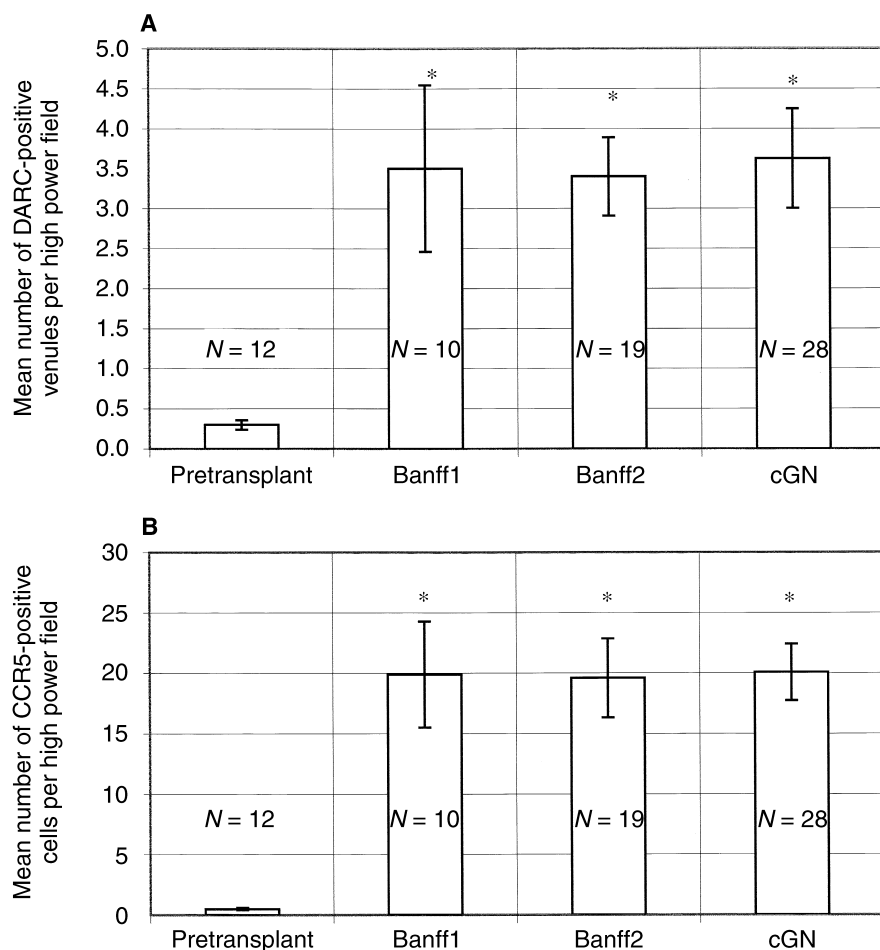 A
Mean number of DARC-positive
venules per high power field
5.0
4.5
4.0
3.5
3.0
2.5
2.0
1.5
1.0
0.5
0.0
*
*
*
N = 12
N = 10
N = 19
N = 28
Pretransplant
Banff1
Banff2
cGN
B
Mean number of CCR5-positive
cells per high power field
30
25
20
15
10
5
0
*
*
*
N = 12
N = 10
N = 19
N = 28
Pretransplant
Banff1
Banff2
cGN